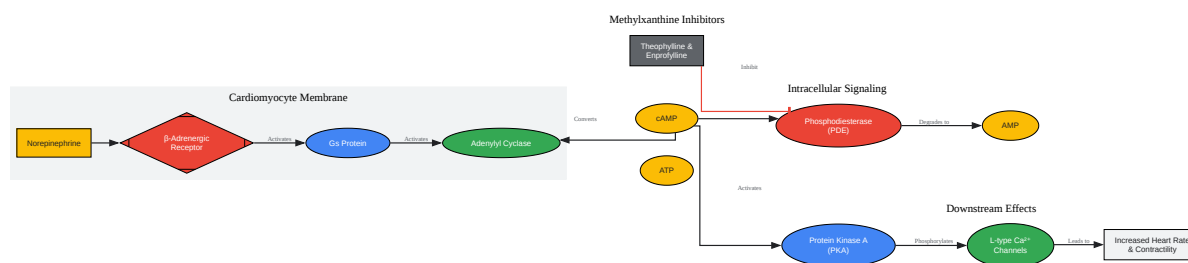 Methylxanthine Inhibitors
Theophylline &
Enprofylline
Inhibit
Intracellular Signaling
Cardiomyocyte Membrane
Norepinephrine
β-Adrenergic
Receptor
Activates
Gs Protein
Activates
Adenylyl Cyclase
Converts
cAMP
ATP
Phosphodiesterase
(PDE)
Degrades to
AMP
Activates
Downstream Effects
Protein Kinase A
(PKA)
Phosphorylates
L-type Ca²⁺
Channels
Leads to
Increased Heart Rate
& Contractility